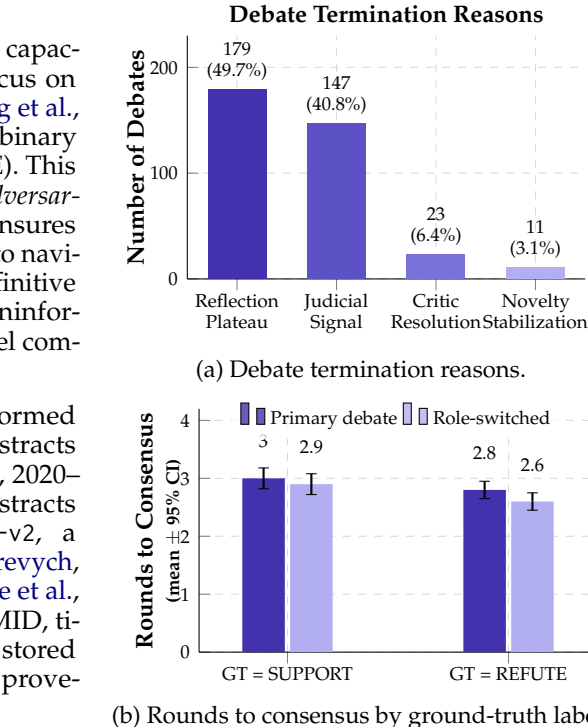 capac-
cus on
g et al.,
binary
E). This
dversar-
nsures
to navi-
finitive
ninfor-
el com-
ormed
stracts
, 2020–
stracts
-v2, a
revych,
e et al.,
MID, ti-
stored
prove-
Debate Termination Reasons
Number of Debates
200
100
0
179
(49.7%)
147
(40.8%)
23
(6.4%)
11
(3.1%)
Reflection
Plateau
Judicial
Signal
Critic
Resolution
Novelty
Stabilization
(a) Debate termination reasons.
Rounds to Consensus
(mean ± 95% CI)
4
3
2
1
0
Primary debate
Role-switched
3
2.9
2.8
2.6
GT = SUPPORT
GT = REFUTE
(b) Rounds to consensus by ground-truth labe